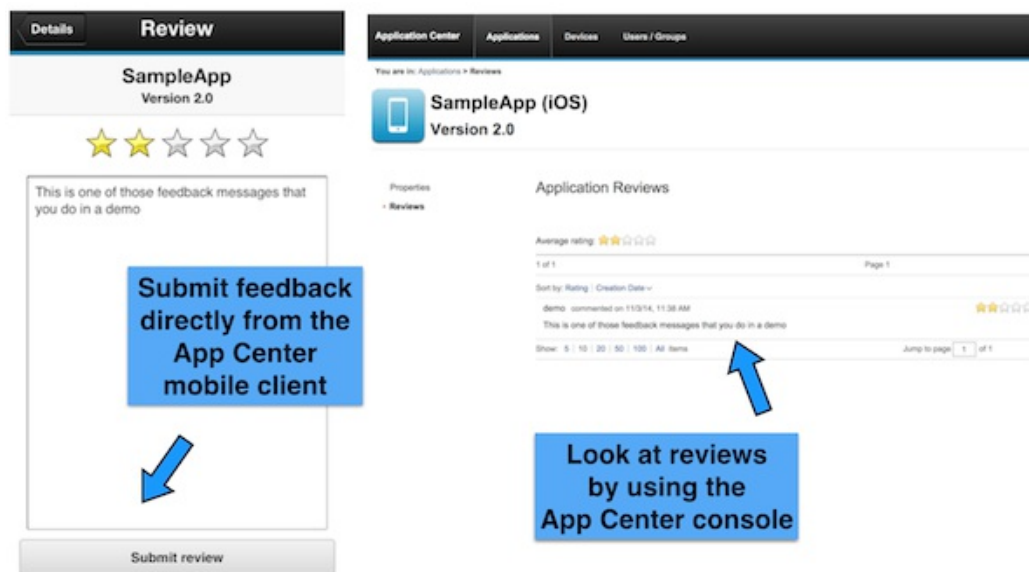 Details
Review
SampleApp
Version 2.0
This is one of those feedback messages that
you do in a demo
Submit feedback
directly from the
App Center
mobile client
Submit review
Application Center Applications Devices Users / Groups
You are in: Applications > Reviews
SampleApp (iOS)
Version 2.0
Properties
Reviews
Application Reviews
Average rating:
1 of 1 Page 1
Sort by: Rating | Creation Date
demo commented on 11/3/14, 11:38 AM
This is one of those feedback messages that you do in a demo
Show: 5 | 10 | 20 | 50 | 100 | All items Jump to page 1 of 1
Look at reviews
by using the
App Center console